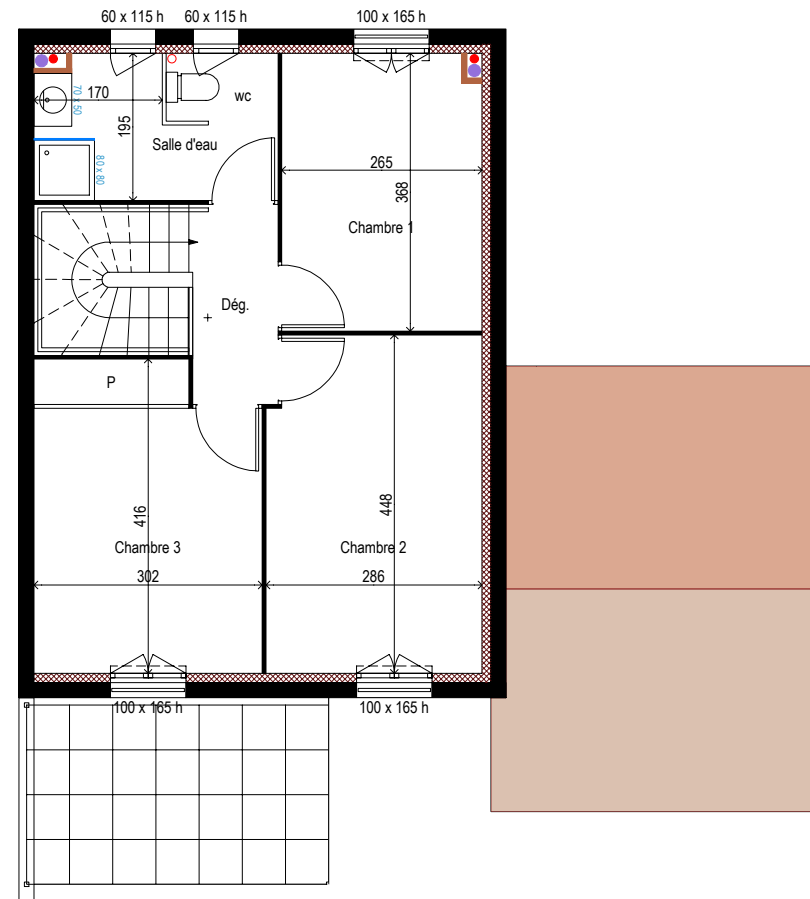 60 x 115 h
60 x 115 h
100 x 165 h
170
70 x 50
195
wc
Salle d'eau
80 x 80
265
368
Chambre 1
Dég.
P
416
448
Chambre 3
Chambre 2
302
286
100 x 165 h
100 x 165 h